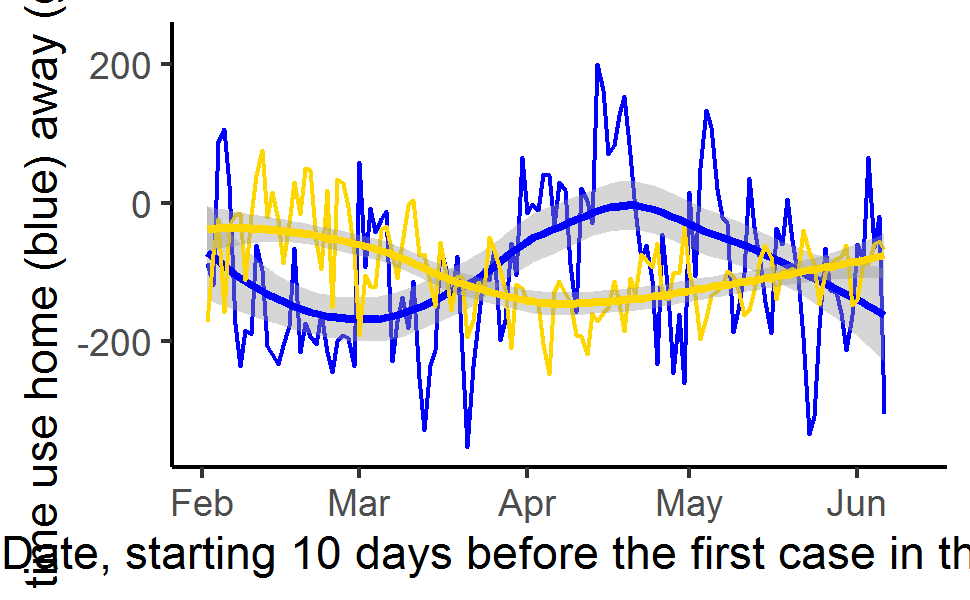 time use home (blue) away (g
200
0
-200
Feb Mar Apr May Jun
Date, starting 10 days before the first case in th